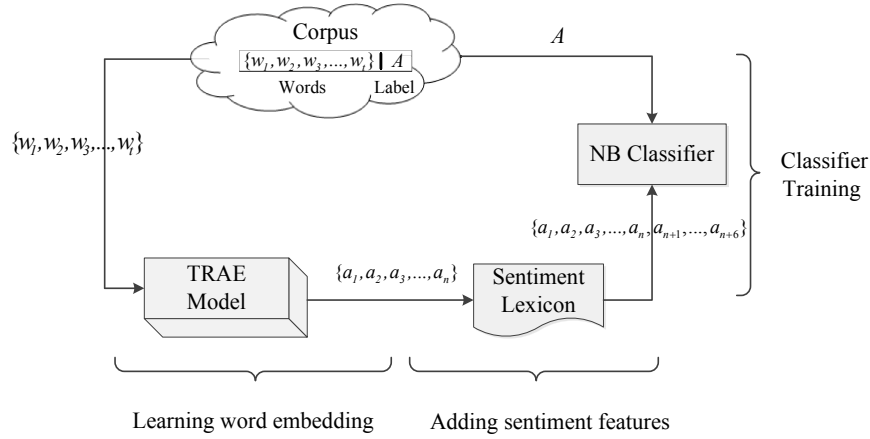 Corpus
{w₁,w₂,w₃,...,wₜ} | A
Words Label
A
{w₁,w₂,w₃,...,wₜ}
NB Classifier
Classifier
Training
{a₁,a₂,a₃,...,aₙ,aₙ₊₁,...,aₙ₊₆}
TRAE
Model
{a₁,a₂,a₃,...,aₙ}
Sentiment
Lexicon
Learning word embedding
Adding sentiment features